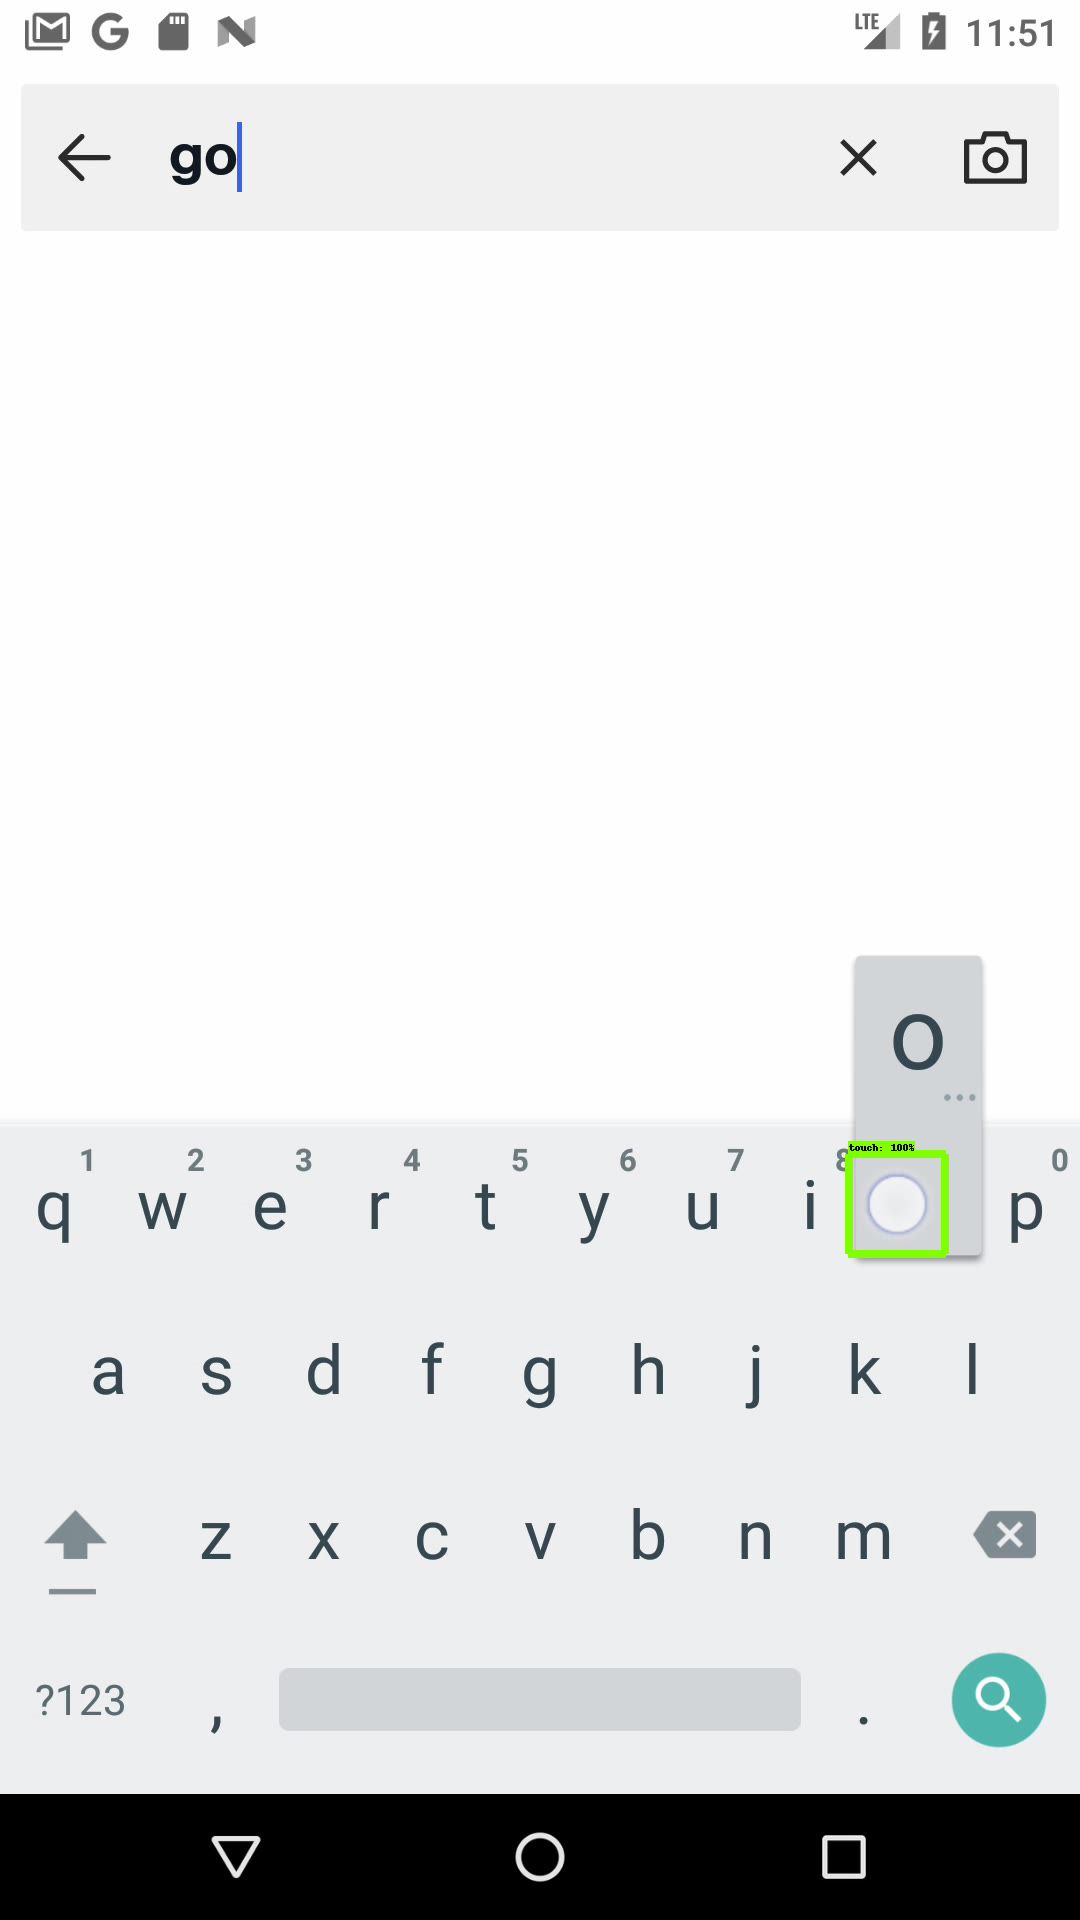 LTE 11:51
go
o
...
touch: 100%
1 2 3 4 5 6 7 8 0
q w e r t y u i p
a s d f g h j k l
z x c v b n m
?123 , .